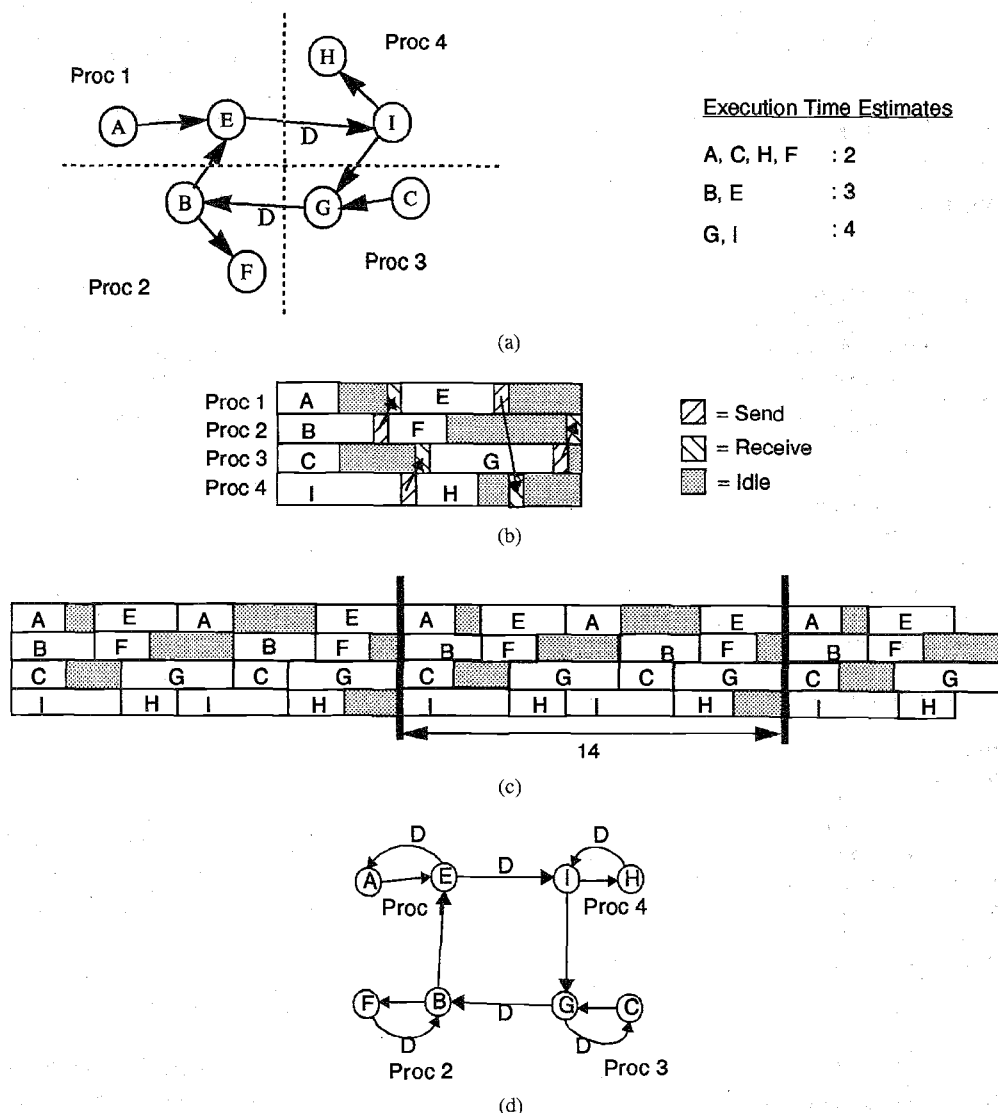 (a)
Proc 4
H
Proc 1
Execution Time Estimates
A
E
D
I
A, C, H, F : 2
B, E : 3
B
D
G
C
G, I : 4
F
Proc 3
Proc 2
(a)
Proc 1 A E
Proc 2 B F
Proc 3 C G
Proc 4 I H
= Send
= Receive
= Idle
(b)
A E A E A E A E A E
B F B F B F B F B F
C G C G C G C G C G
I H I H I H I H I H
14
(c)
D D
A E D I H
Proc Proc 4
F B D G C
D D
Proc 2 Proc 3
(d)